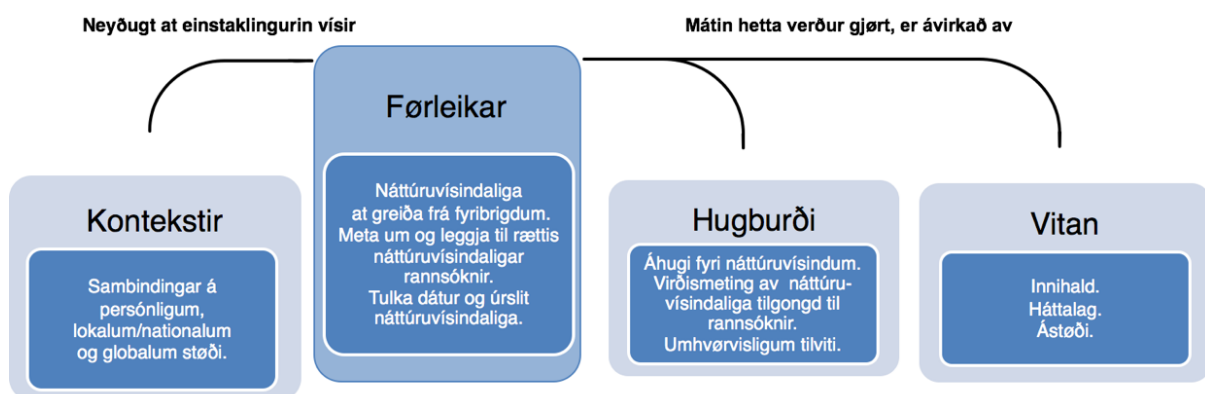 Neyðugt at einstaklingurin vísir
Mátin hetta verður gjørt, er ávirkað av
Kontekstir
Sambindingar á
persónligum,
lokalum/nationalum
og globalum støði.
Førleikar
Náttúruvísindaliga
at greiða frá fyribrigdum.
Meta um og leggja til rættis
náttúruvísindaligar
rannsóknir.
Tulka dátur og úrslit
náttúruvísindaliga.
Hugburði
Áhugi fyri náttúruvísindum.
Virðismeting av náttúru-
vísindaliga tilgongd til
rannsóknir.
Umhvørvisligum tilviti.
Vitan
Innihald.
Háttalag.
Ástøði.